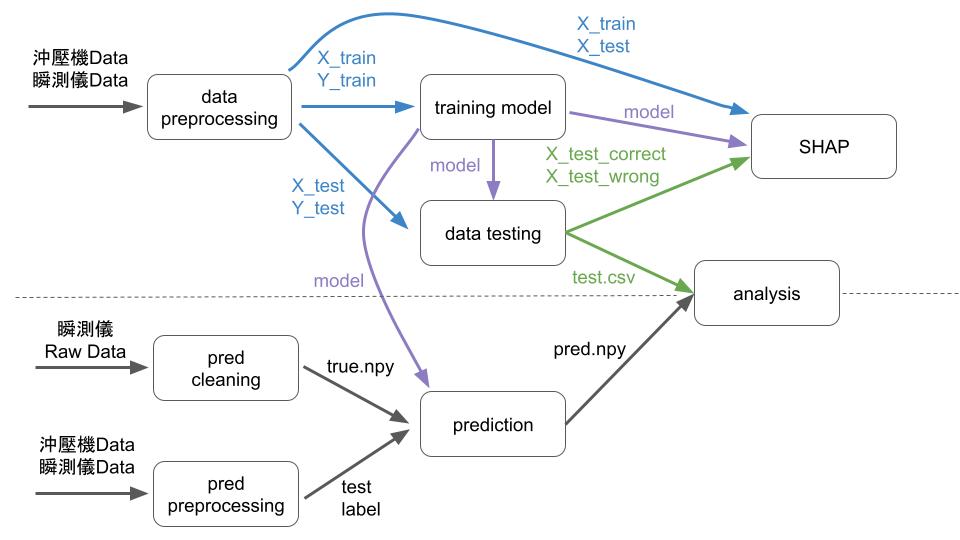 X_train
X_test
沖壓機Data
瞬測儀Data
X_train
Y_train
data
preprocessing
training model
model
SHAP
X_test_correct
X_test_wrong
model
X_test
Y_test
data testing
test.csv
model
analysis
瞬測儀
Raw Data
pred
cleaning
true.npy
pred.npy
prediction
沖壓機Data
瞬測儀Data
pred
preprocessing
test
label